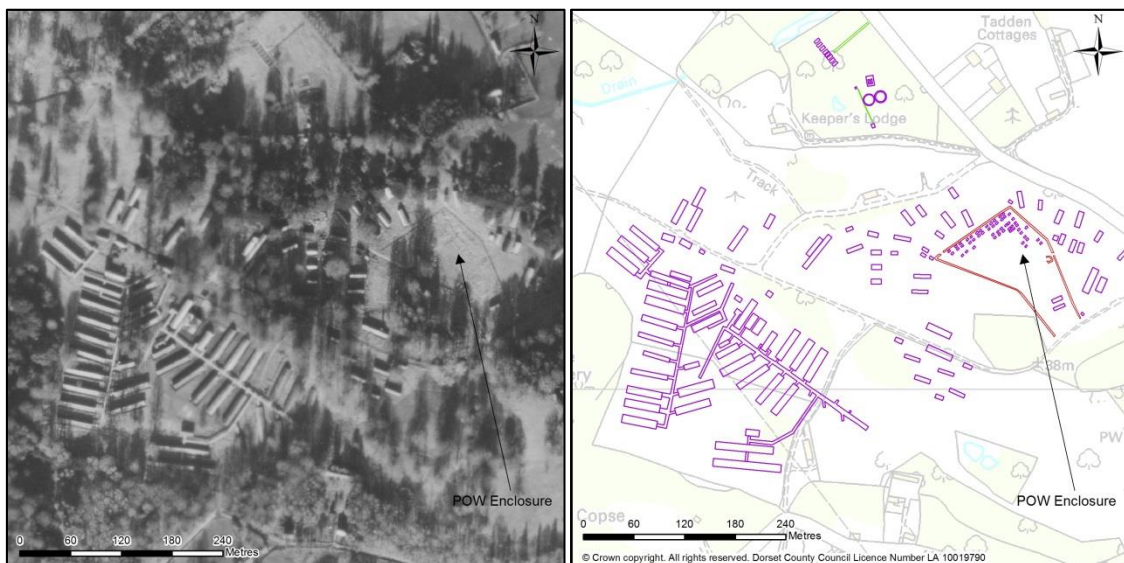 N
POW Enclosure
0 60 120 180 240
Metres
N
Tadden
Cottages
Drain
Keeper's Lodge
Track
38m
ery
PW
POW Enclosure
Copse
0 60 120 180 240
Metres
© Crown copyright. All rights reserved. Dorset County Council Licence Number LA 10019790